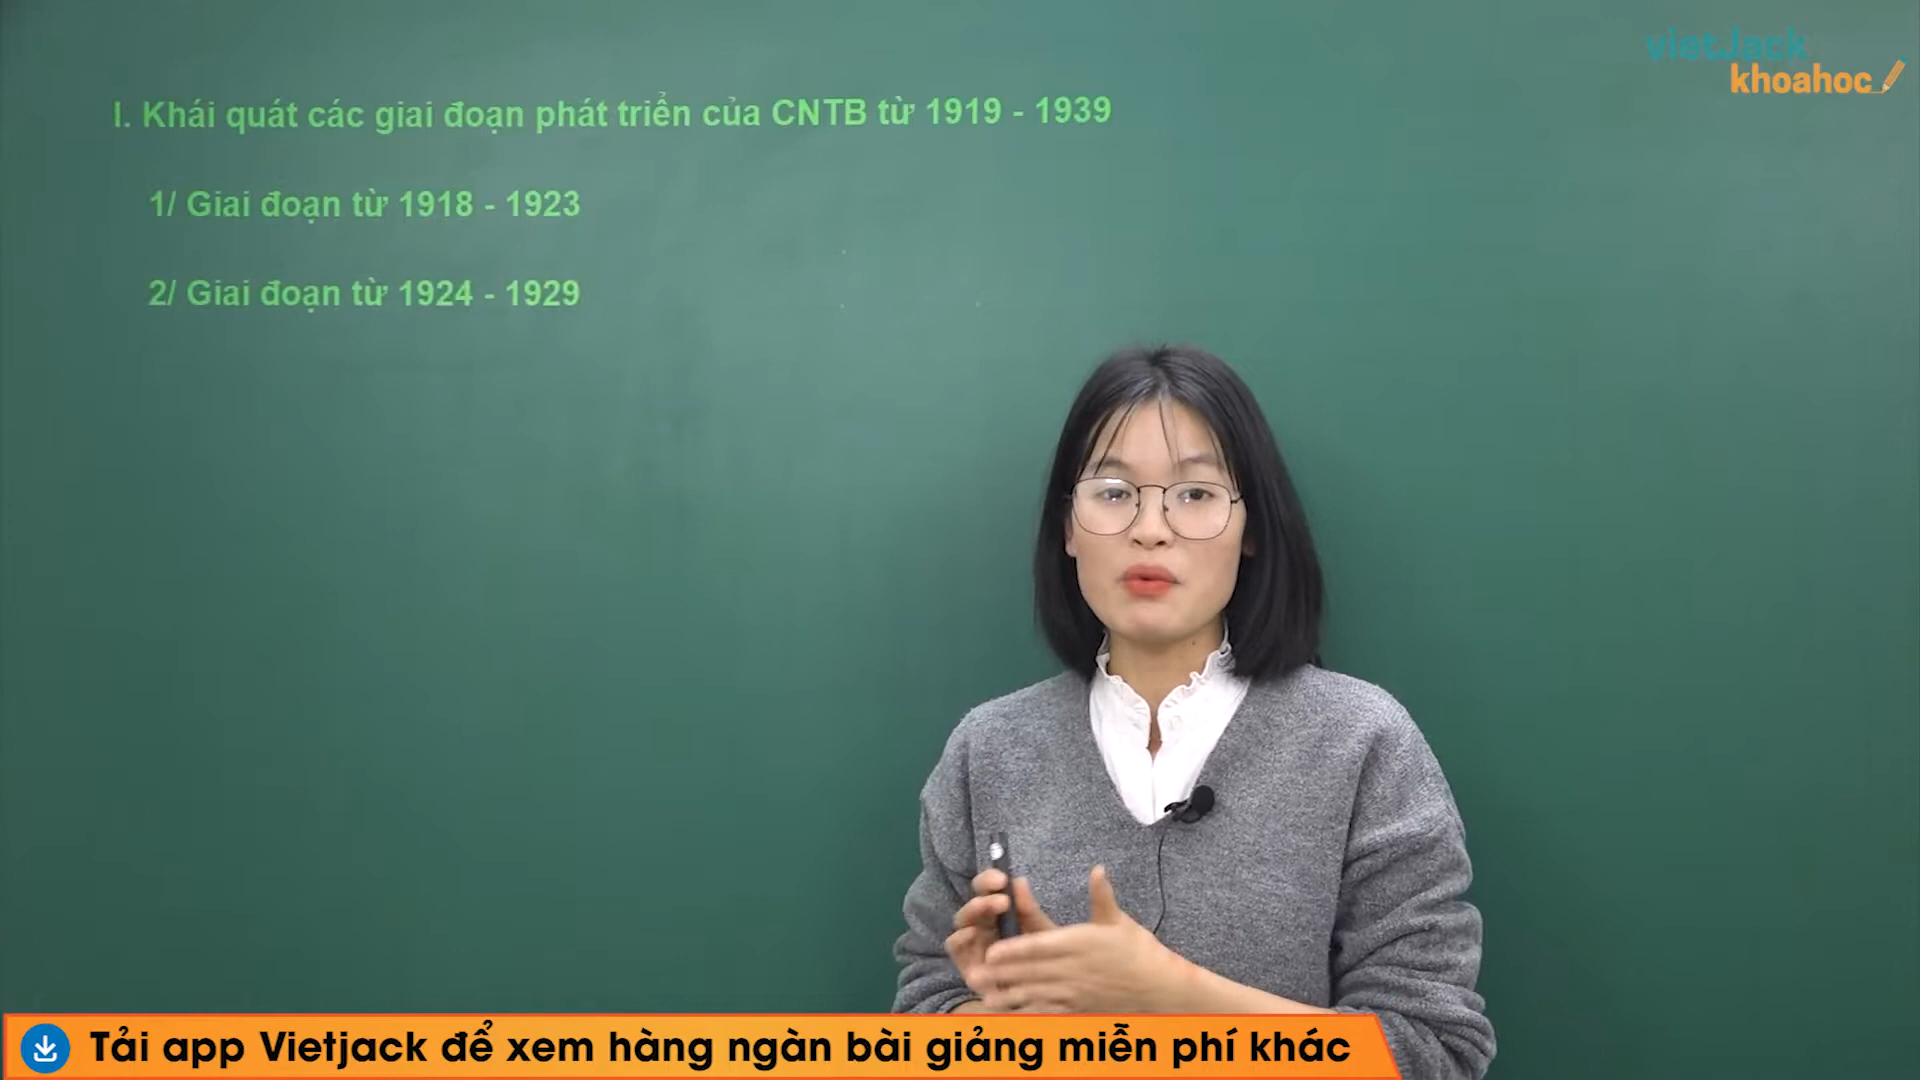 vietJack
khoahoc
I. Khái quát các giai đoạn phát triển của CNTB từ 1919 - 1939
1/ Giai đoạn từ 1918 - 1923
2/ Giai đoạn từ 1924 - 1929
Tải app Vietjack để xem hàng ngàn bài giảng miễn phí khác